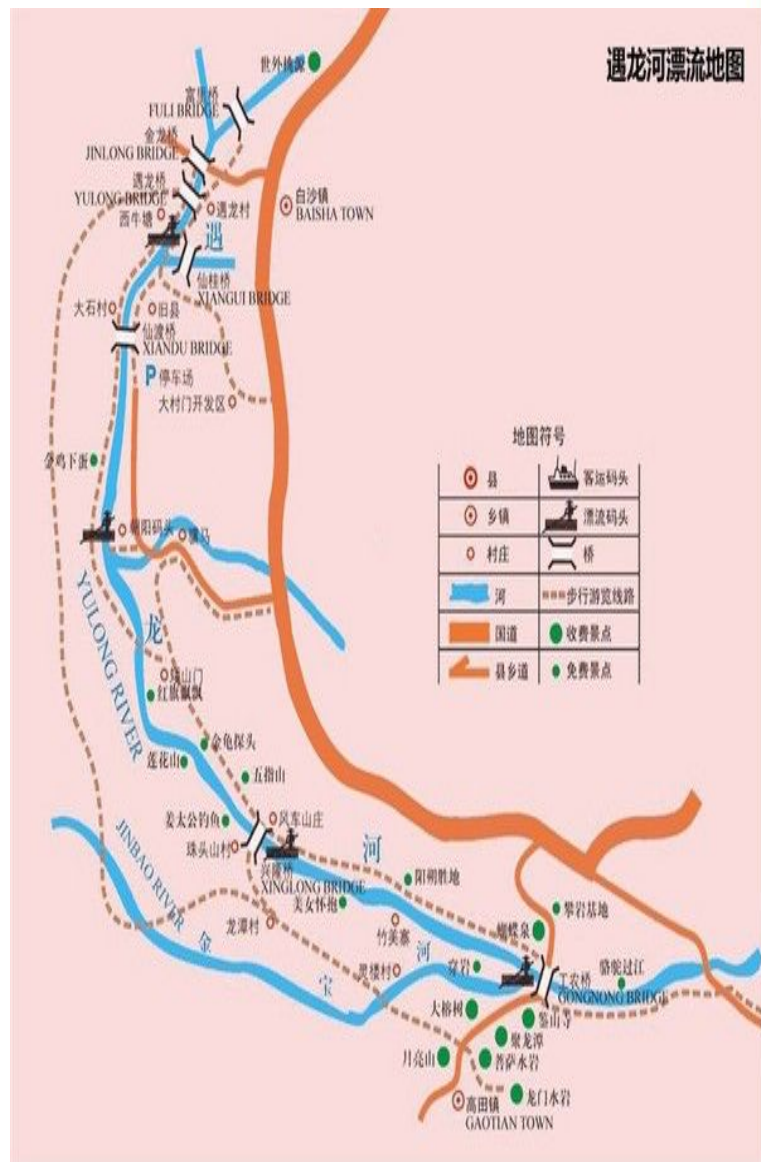 遇龙河漂流地图
世外桃源
富里桥
FULI BRIDGE
金龙桥
JINLONG BRIDGE
遇龙桥
YULONG BRIDGE
西牛塘
遇龙村
白沙镇
BAISHA TOWN
遇
仙桂桥
XIANGUI BRIDGE
大石村
旧县
仙渡桥
XIANDU BRIDGE
P 停车场
大村门开发区
金鸡下蛋
朝阳码头
骥马
YULONG RIVER
龙
红旗飘飘
金龟探头
莲花山
五指山
姜太公钓鱼
风车山庄
珠头山村
兴隆桥
XINGLONG BRIDGE
河
阳朔胜地
美女怀抱
JINBAO RIVER
金
宝
河
龙潭村
竹美寨
灵楼村
穿岩
蝴蝶泉
攀岩基地
骆驼过江
工农桥
GONGNONG BRIDGE
大榕树
鉴山寺
聚龙潭
月亮山
菩萨水岩
龙门水岩
高田镇
GAOTIAN TOWN
地图符号
县
客运码头
乡镇
漂流码头
村庄
桥
河
步行游览线路
国道
收费景点
县乡道
免费景点